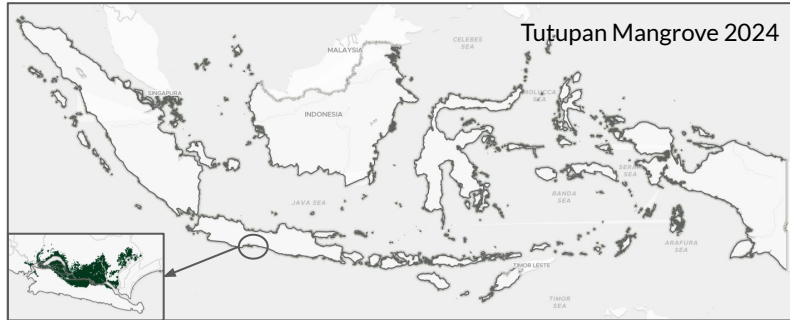 Tutupan Mangrove 2024
CELEBES
SEA
MALAYSIA
SINGAPURA
MOLUCCA
SEA
INDONESIA
SERAM
SEA
BANDA
SEA
JAVA SEA
ARAFURA
SEA
TIMOR LESTE
TIMOR
SEA